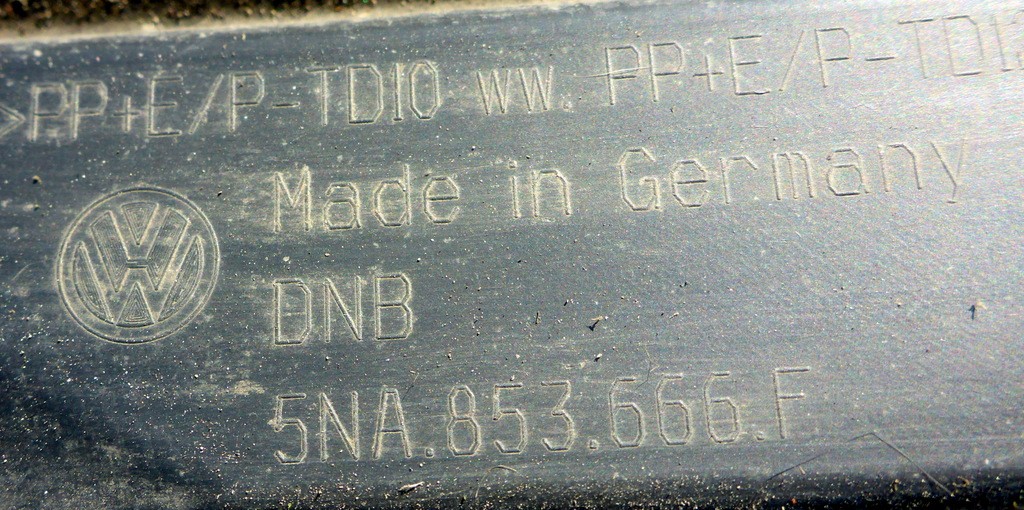 >PP+E/P-TD10 WW. PP+E/P-TD1
Made in Germany
DNB
5NA.853.666.F